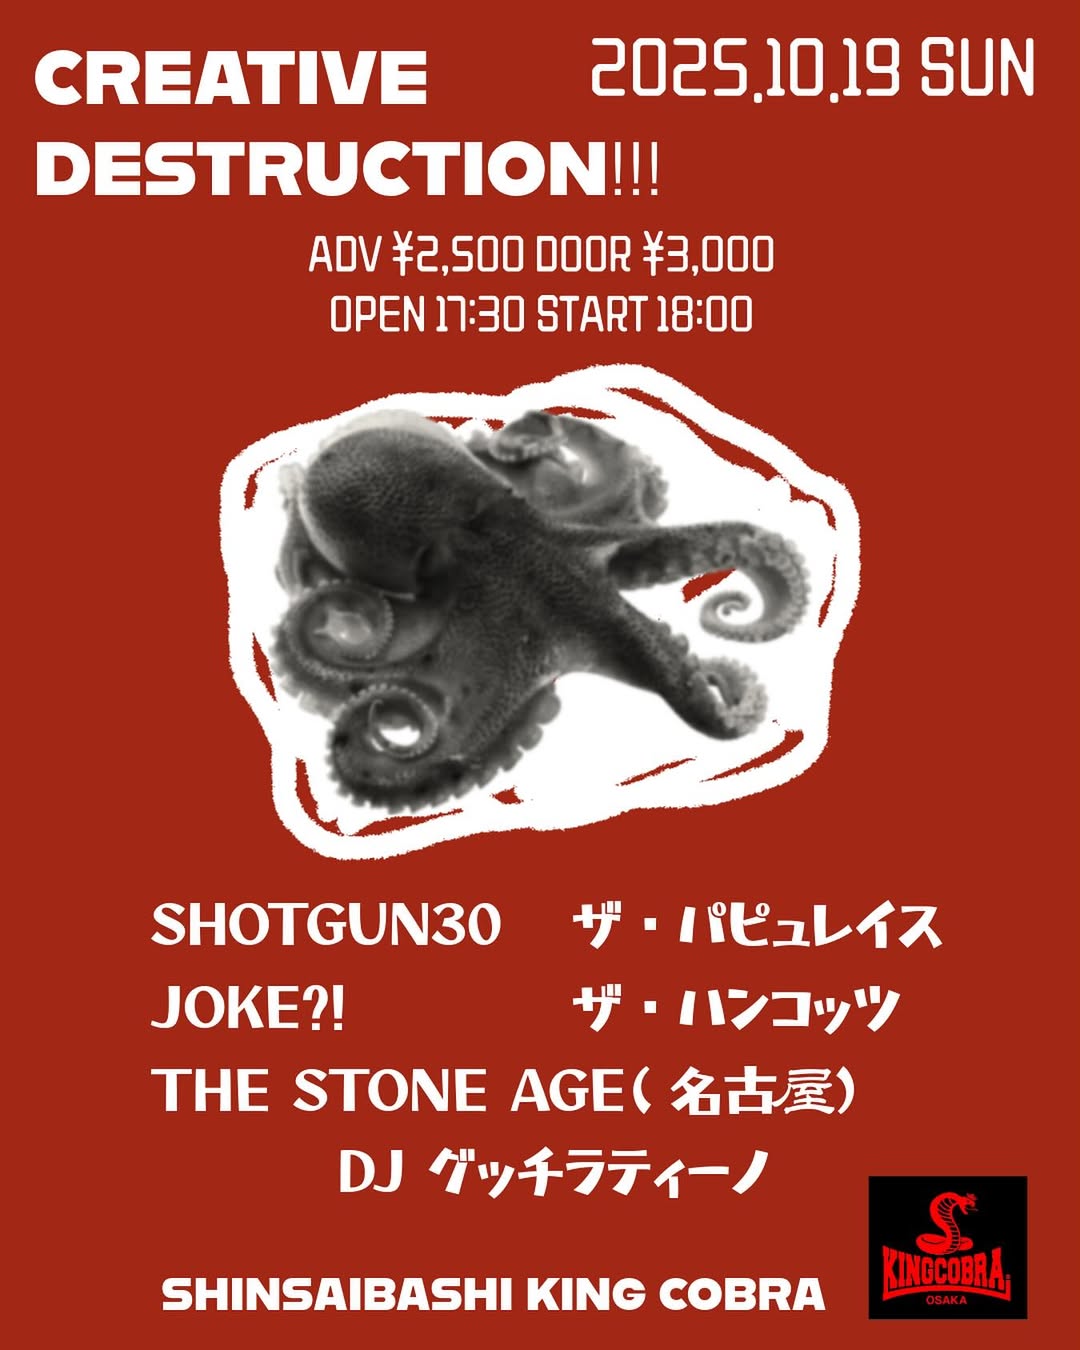 CREATIVE
DESTRUCTION!!!
2025.10.19 SUN
ADV ¥2,500 DOOR ¥3,000
OPEN 17:30 START 18:00
SHOTGUN30
ザ・パピュレイス
JOKE?!
ザ・ハンコッツ
THE STONE AGE(名古屋)
DJ グッチラティーノ
SHINSAIBASHI KING COBRA
KINGCOBRA
OSAKA